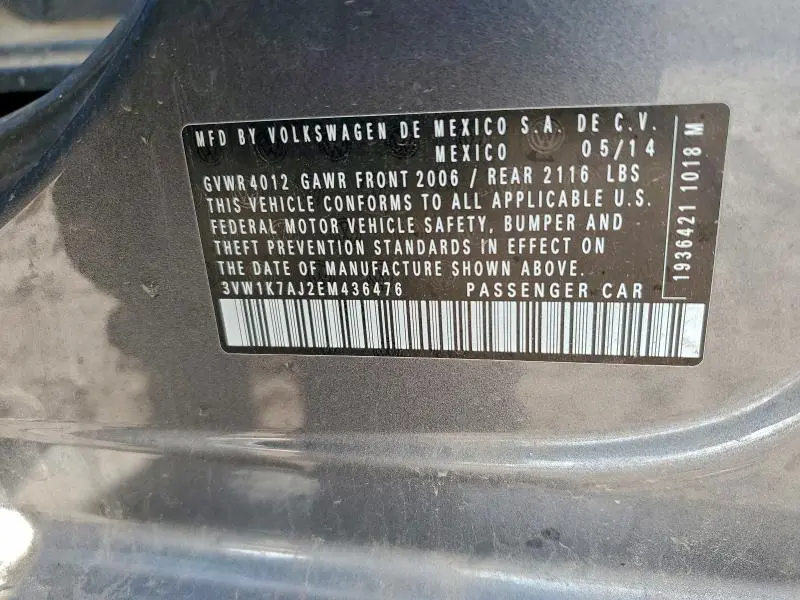 MFD BY VOLKSWAGEN DE MEXICO S.A. DE C.V.
MEXICO 05/14
GVWR 4012 GAWR FRONT 2006 / REAR 2116 LBS
THIS VEHICLE CONFORMS TO ALL APPLICABLE U.S.
FEDERAL MOTOR VEHICLE SAFETY, BUMPER AND
THEFT PREVENTION STANDARDS IN EFFECT ON
THE DATE OF MANUFACTURE SHOWN ABOVE.
3VW1K7AJ2EM436476 PASSENGER CAR
1936421 1018 M